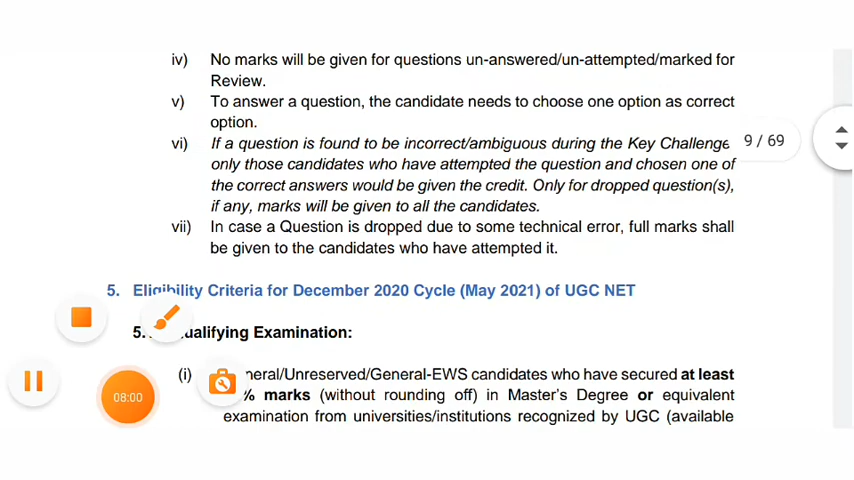 iv) No marks will be given for questions un-answered/un-attempted/marked for
Review.
v) To answer a question, the candidate needs to choose one option as correct
option.
vi) If a question is found to be incorrect/ambiguous during the Key Challenge
only those candidates who have attempted the question and chosen one of
the correct answers would be given the credit. Only for dropped question(s),
if any, marks will be given to all the candidates.
vii) In case a Question is dropped due to some technical error, full marks shall
be given to the candidates who have attempted it.
9 / 69
5. Eligibility Criteria for December 2020 Cycle (May 2021) of UGC NET
5. Examination:
(i) candidates who have secured at least
% marks (without rounding off) in Master's Degree or equivalent
examination from universities/institutions recognized by UGC (available
08:00